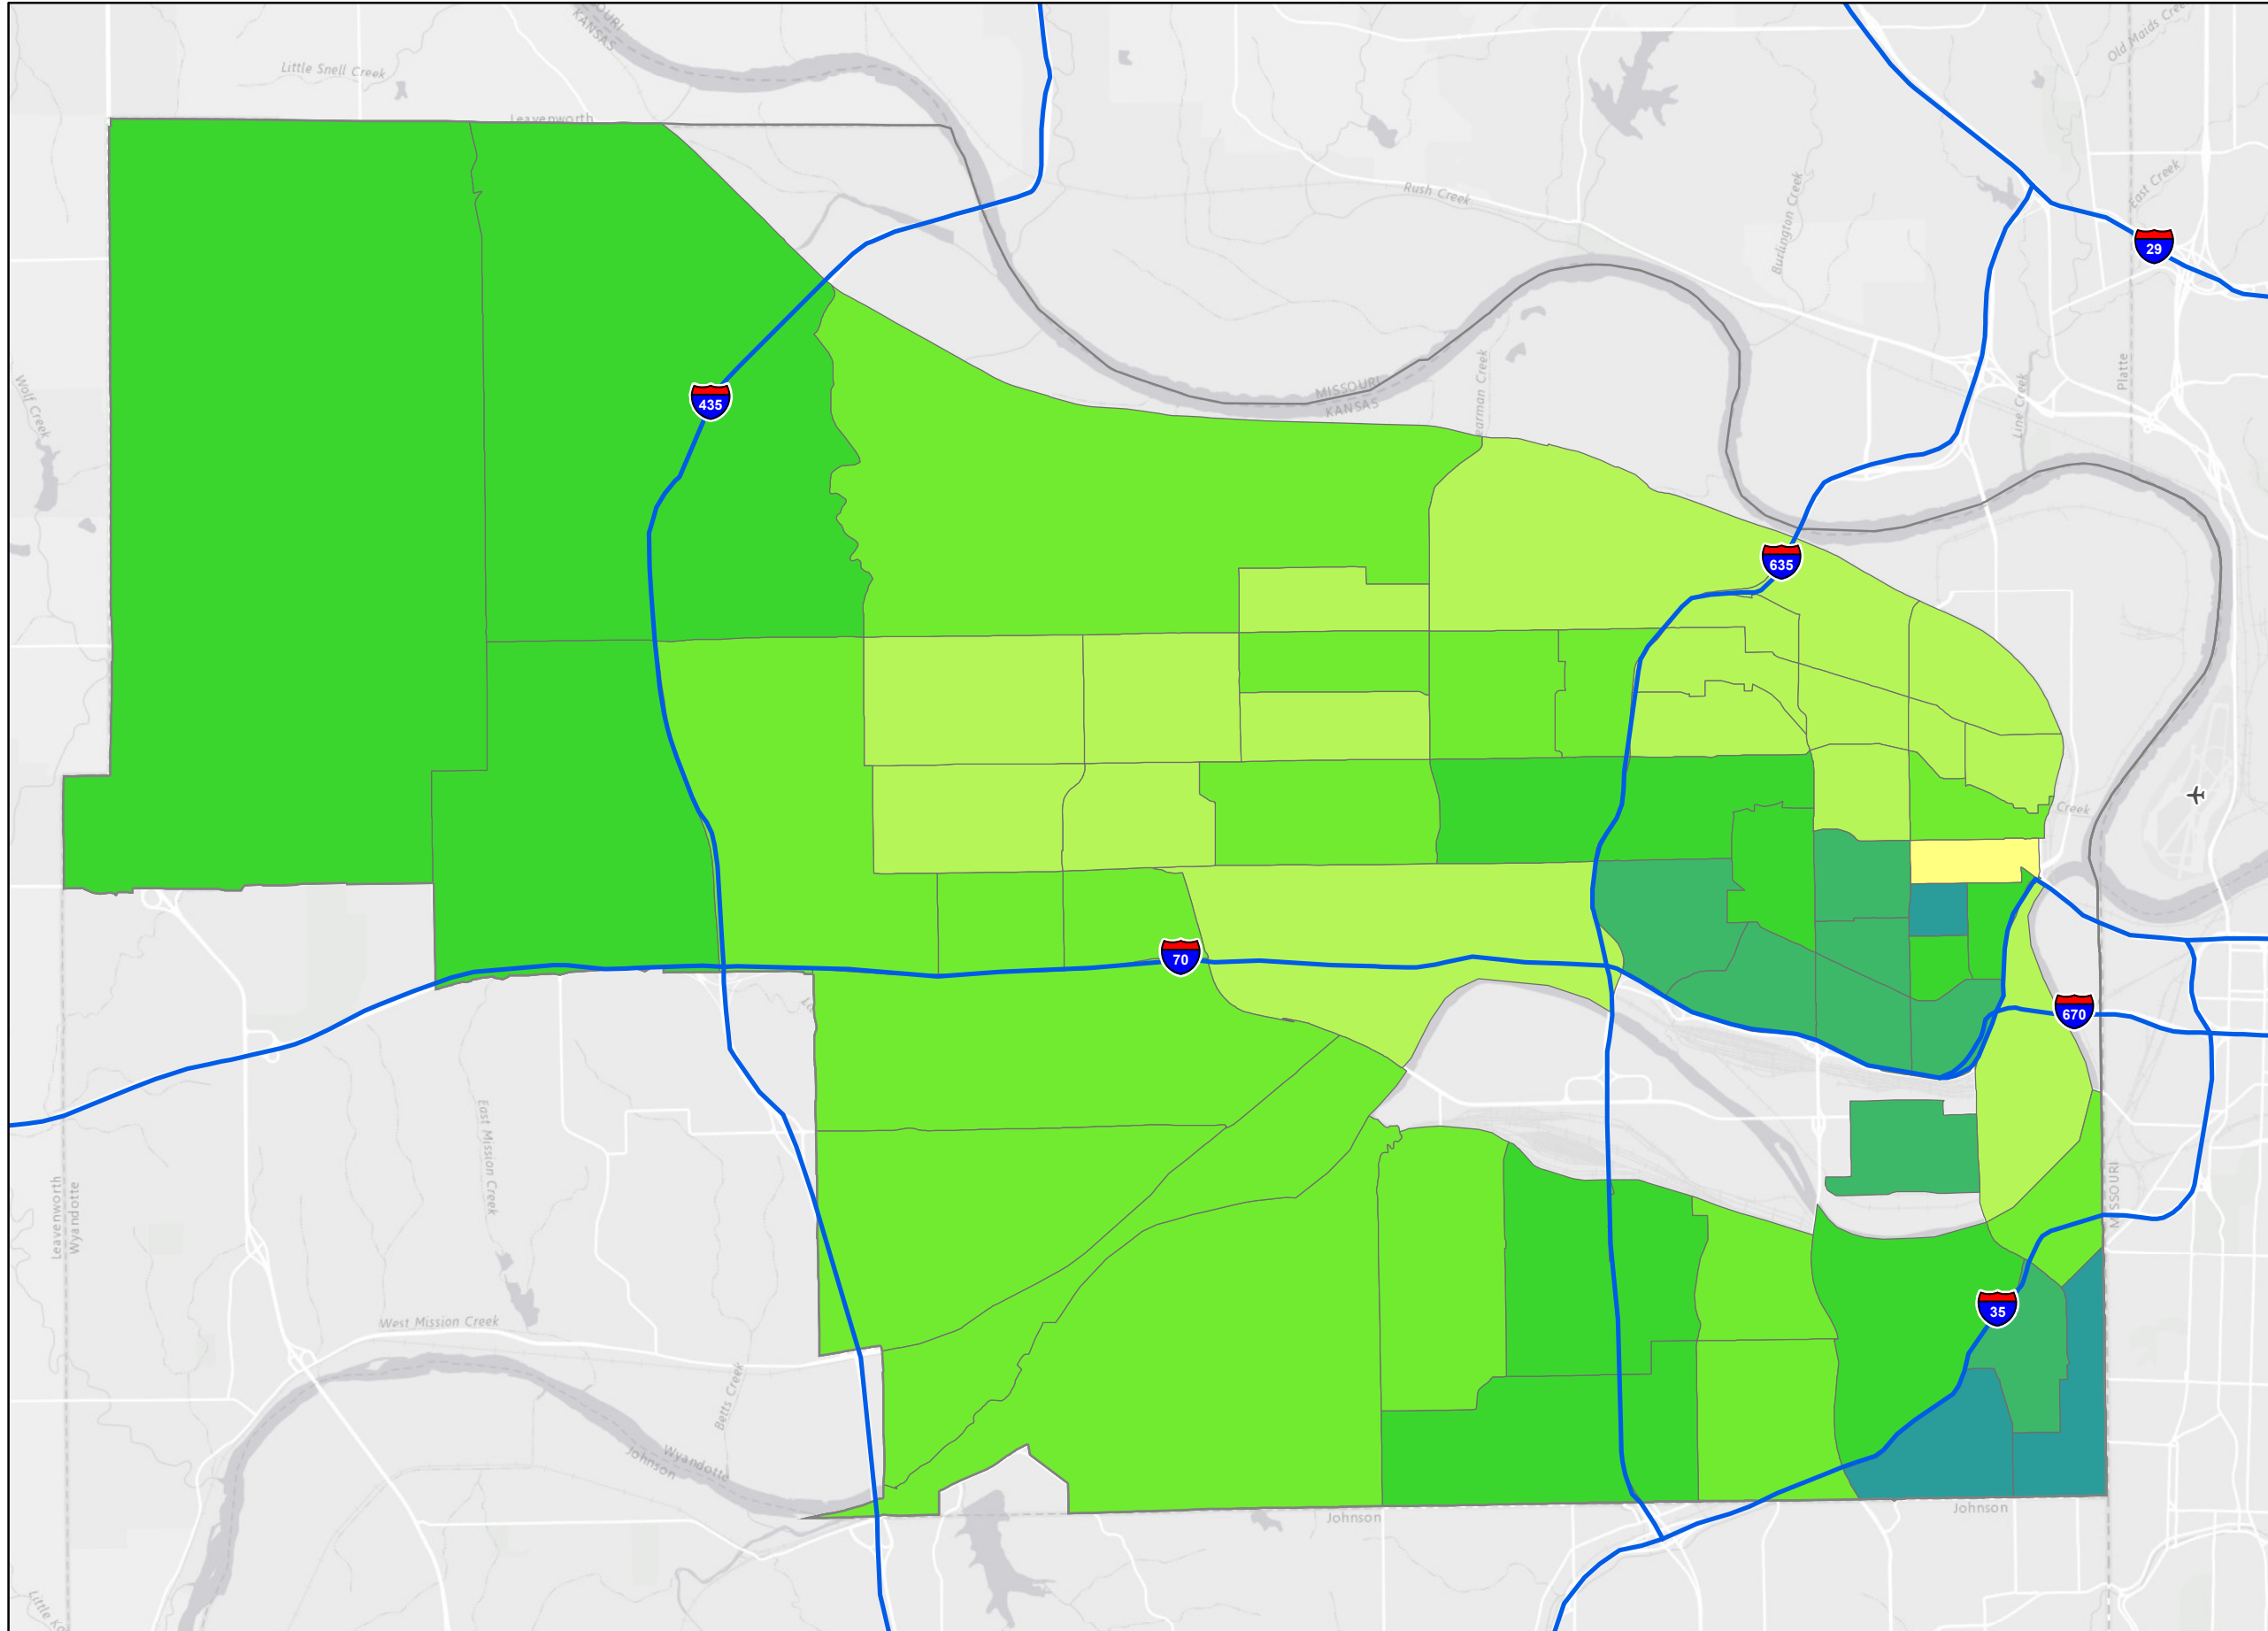 MISSOURI
KANSAS
Old Maids Creek
Little Snell Creek
Leavenworth
Rush Creek
East Creek
Burlington Creek
29
Platte
Wolf Creek
435
MISSOURI
KANSAS
Line Creek
635
Creek
70
670
East Mission Creek
Leavenworth
Wyandotte
MISSOURI
35
West Mission Creek
Betts Creek
Wyandotte
Johnson
Johnson
Johnson